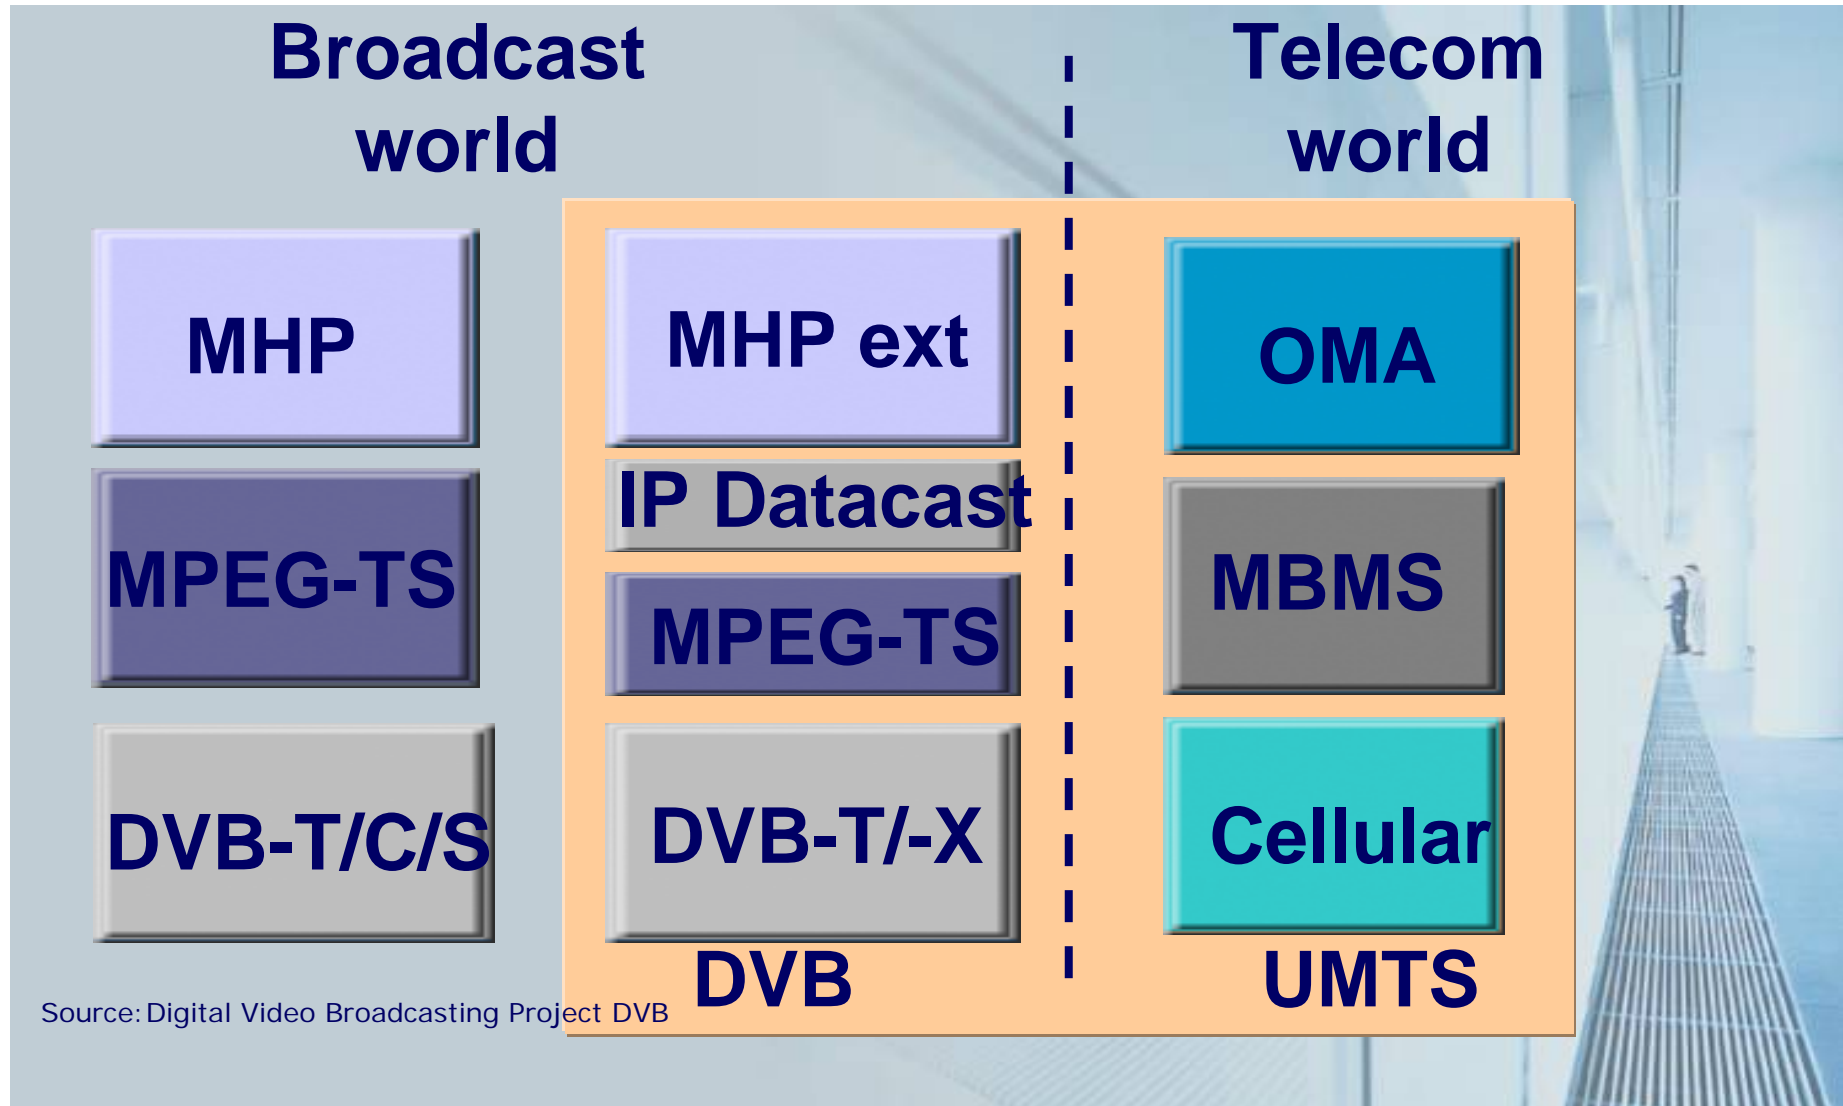 Broadcast
world
Telecom
world
MHP
MPEG-TS
DVB-T/C/S
MHP ext
IP Datacast
MPEG-TS
DVB-T/-X
DVB
OMA
MBMS
Cellular
UMTS
Source: Digital Video Broadcasting Project DVB